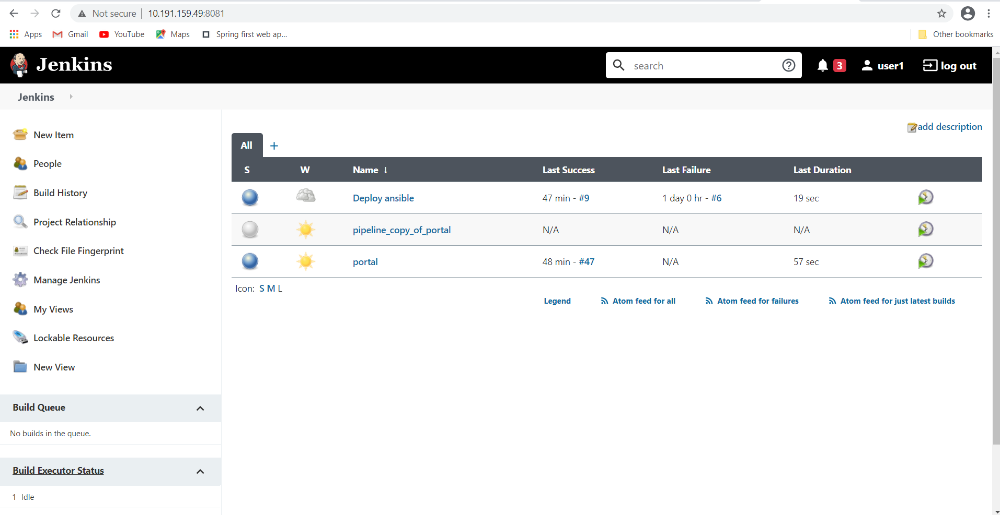 Not secure | 10.191.159.49:8081
Apps Gmail YouTube Maps Spring first web ap... Other bookmarks
Jenkins search 3 user1 log out
Jenkins
add description
New Item
People
Build History
Project Relationship
Check File Fingerprint
Manage Jenkins
My Views
Lockable Resources
New View
Build Queue
No builds in the queue.
Build Executor Status
1 Idle
All +
S W Name ↓ Last Success Last Failure Last Duration
Deploy ansible 47 min - #9 1 day 0 hr - #6 19 sec
pipeline_copy_of_portal N/A N/A N/A
portal 48 min - #47 N/A 57 sec
Icon: S M L
Legend Atom feed for all Atom feed for failures Atom feed for just latest builds